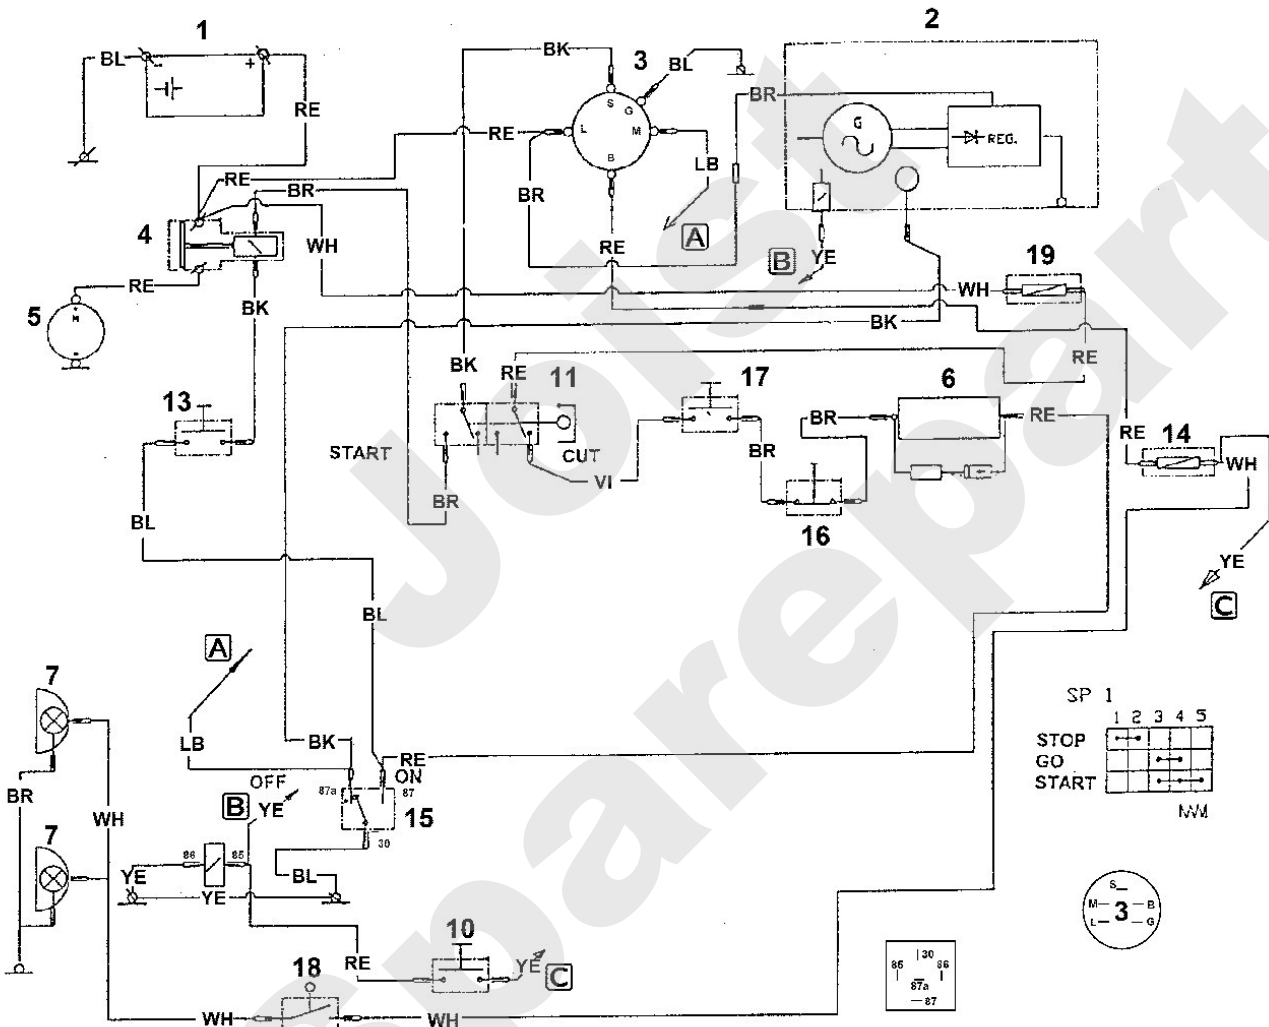 1
2
3
BL
BK
BL
- +
RE
BR
S
G
L
M
B
G
REG.
RE
RE
BR
BR
LB
A
4
WH
RE
B
YE
19
5
RE
BK
WH
M
BK
RE
BK
RE
11
17
6
13
BR
RE
RE
14
START
CUT
BR
WH
VI
BR
16
BL
YE
C
BL
A
7
SP 1
1 2 3 4 5
LB
BK
RE
STOP
OFF
ON
GO
87a
87
START
BR
B
YE
15
WH
30
7
86
85
YE
YE
BL
S
M
B
L
G
3
10
30
85
86
87a
87
RE
YE
C
18
WH
WH
Joist
spareparts